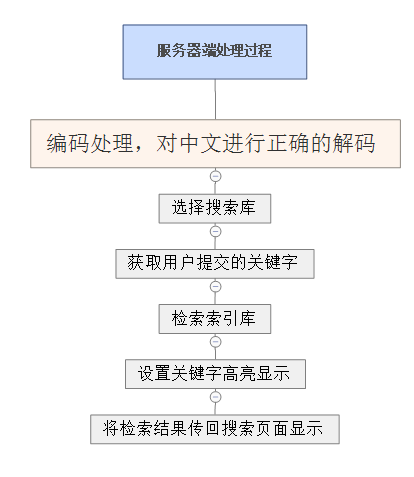 服务器端处理过程
编码处理，对中文进行正确的解码
选择搜索库
获取用户提交的关键字
检索索引库
设置关键字高亮显示
将检索结果传回搜索页面显示